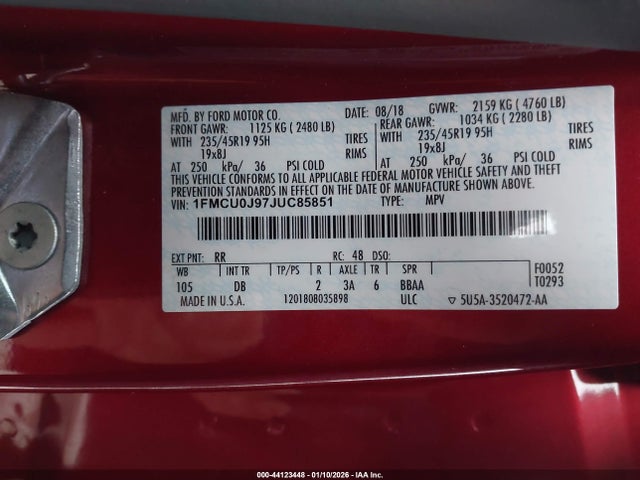 MFD. BY FORD MOTOR CO. DATE: 08/18 GVWR: 2159 KG ( 4760 LB)
FRONT GAWR: 1125 KG ( 2480 LB) REAR GAWR: 1034 KG ( 2280 LB)
WITH 235/45R19 95H TIRES WITH 235/45R19 95H TIRES
19x8J RIMS 19x8J RIMS
AT 250 kPa/ 36 PSI COLD AT 250 kPa/ 36 PSI COLD
THIS VEHICLE CONFORMS TO ALL APPLICABLE FEDERAL MOTOR VEHICLE SAFETY AND THEFT
PREVENTION STANDARDS IN EFFECT ON THE DATE OF MANUFACTURE SHOWN ABOVE.
VIN: 1FMCU0J97JUC85851 TYPE: MPV
EXT PNT: RR RC: 48 DSO:
WB INT TR TP/PS R AXLE TR SPR F0052
105 DB 2 3A 6 BBAA T0293
MADE IN U.S.A. 1201808035898 ULC ▽ 5U5A-3520472-AA
000-44123448 - 01/10/2026 - IAA Inc.